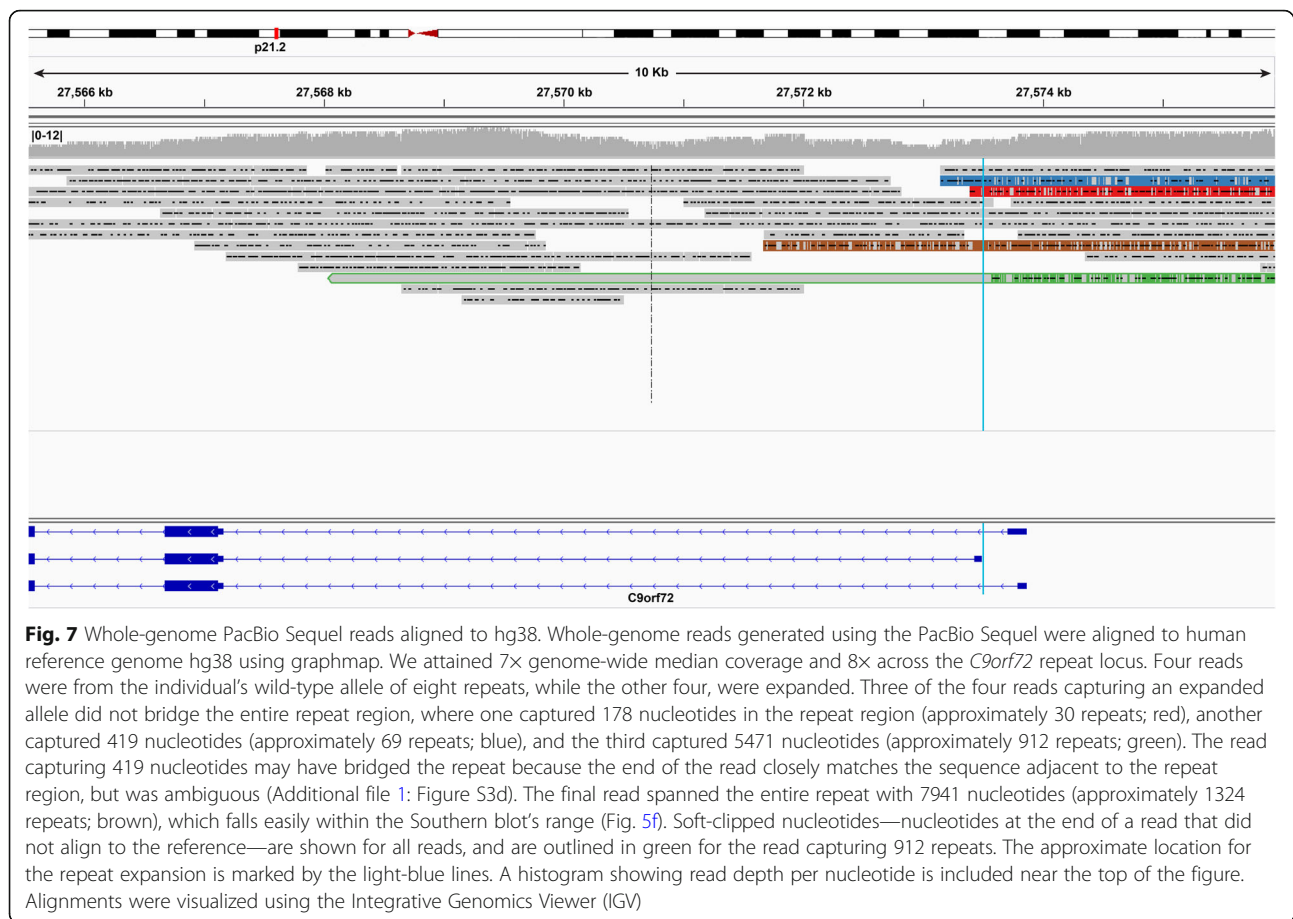 p21.2
10 Kb
27,566 kb 27,568 kb 27,570 kb 27,572 kb 27,574 kb
|0-12|
C9orf72
Fig. 7 Whole-genome PacBio Sequel reads aligned to hg38. Whole-genome reads generated using the PacBio Sequel were aligned to human
reference genome hg38 using graphmap. We attained 7× genome-wide median coverage and 8× across the C9orf72 repeat locus. Four reads
were from the individual's wild-type allele of eight repeats, while the other four, were expanded. Three of the four reads capturing an expanded
allele did not bridge the entire repeat region, where one captured 178 nucleotides in the repeat region (approximately 30 repeats; red), another
captured 419 nucleotides (approximately 69 repeats; blue), and the third captured 5471 nucleotides (approximately 912 repeats; green). The read
capturing 419 nucleotides may have bridged the repeat because the end of the read closely matches the sequence adjacent to the repeat
region, but was ambiguous (Additional file 1: Figure S3d). The final read spanned the entire repeat with 7941 nucleotides (approximately 1324
repeats; brown), which falls easily within the Southern blot's range (Fig. 5f). Soft-clipped nucleotides—nucleotides at the end of a read that did
not align to the reference—are shown for all reads, and are outlined in green for the read capturing 912 repeats. The approximate location for
the repeat expansion is marked by the light-blue lines. A histogram showing read depth per nucleotide is included near the top of the figure.
Alignments were visualized using the Integrative Genomics Viewer (IGV)